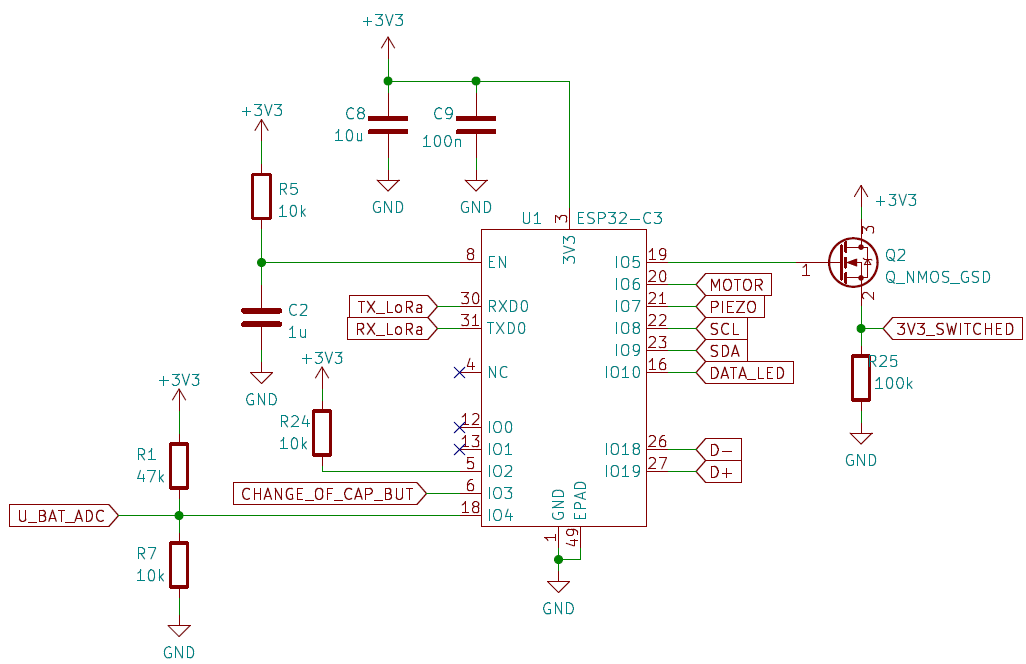 +3V3
C8
10u
C9
100n
GND
GND
+3V3
R5
10k
C2
1u
GND
U1
3
ESP32-C3
3V3
8
EN
TX_LoRa
30
RXD0
RX_LoRa
31
TXD0
4
NC
12
IO0
13
IO1
+3V3
R24
10k
5
IO2
CHANGE_OF_CAP_BUT
6
IO3
18
IO4
+3V3
R1
47k
U_BAT_ADC
R7
10k
GND
IO5
19
IO6
20
MOTOR
IO7
21
PIEZO
IO8
22
SCL
IO9
23
SDA
IO10
16
DATA_LED
IO18
26
D-
IO19
27
D+
GND
EPAD
1
49
GND
+3V3
3
1
Q2
Q_NMOS_GSD
2
3V3_SWITCHED
R25
100k
GND